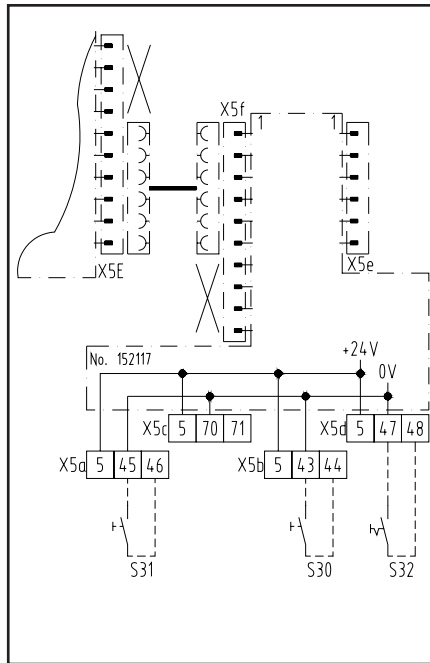 X5f
1 1
X5E
X5e
No. 152117
+24V
0V
X5c 5 70 71
X5d 5 47 48
X5a 5 45 46
X5b 5 43 44
S31
S30
S32